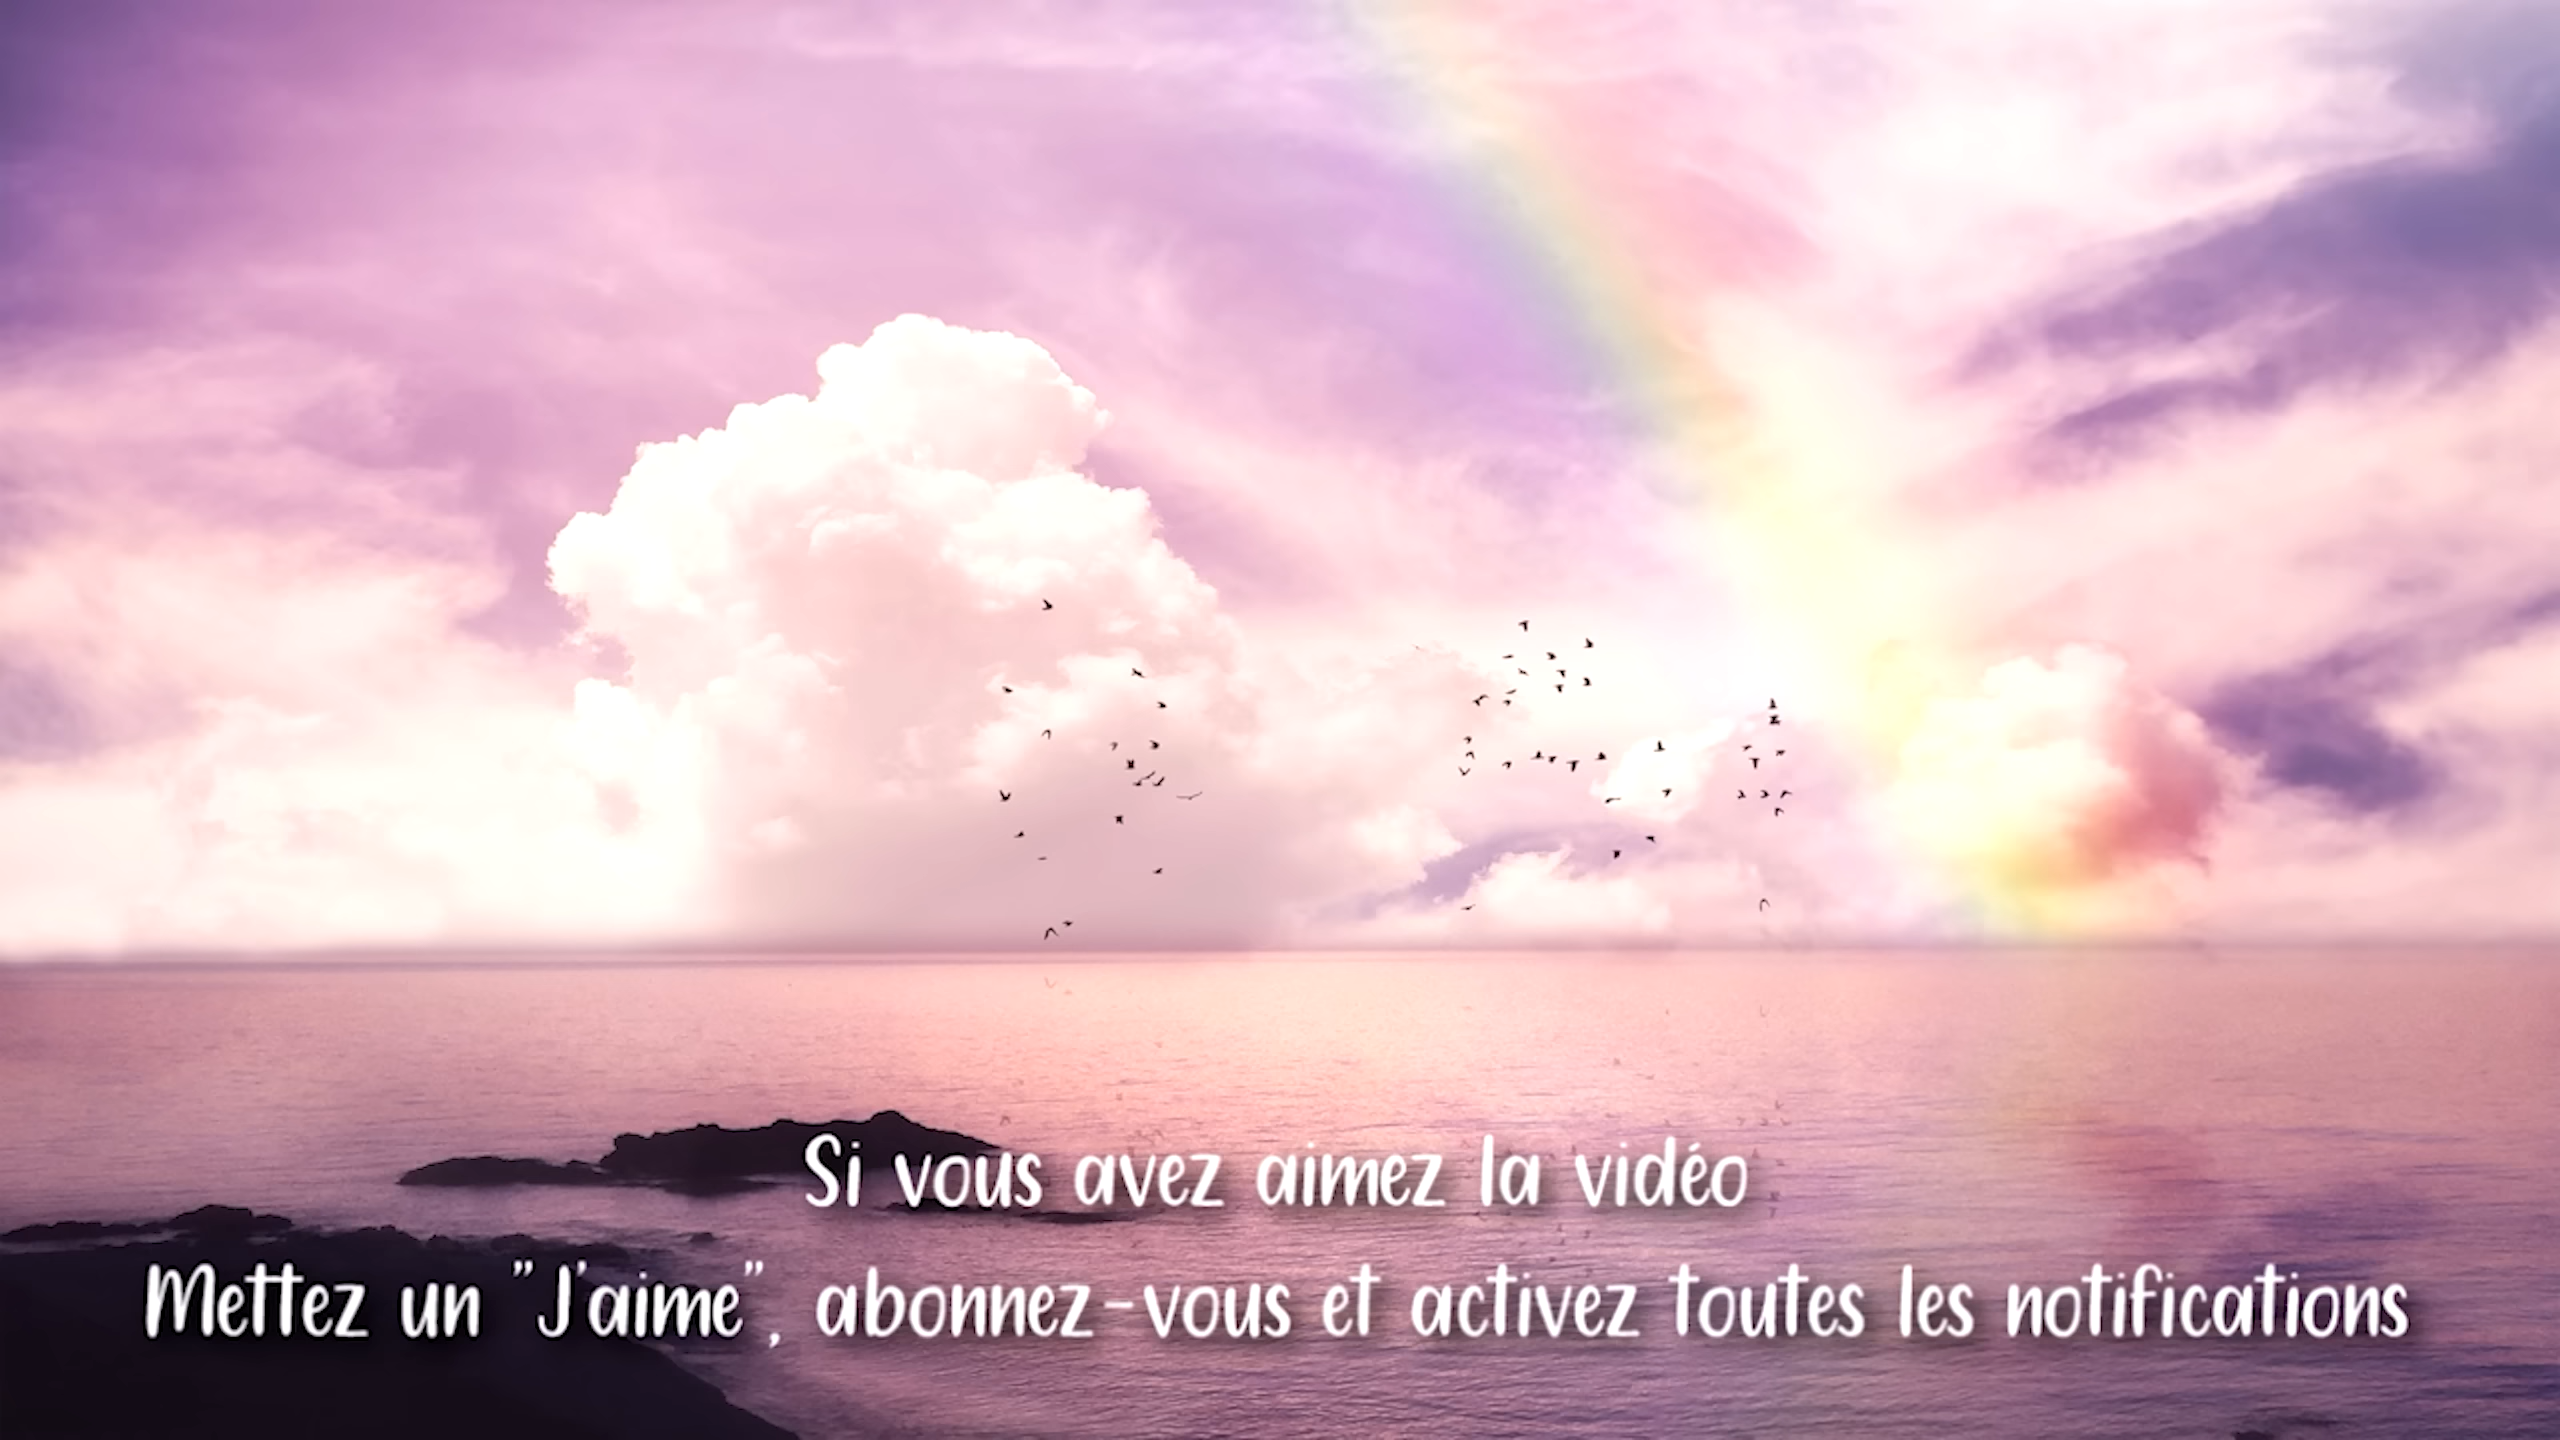 Si vous avez aimez la vidéo
Mettez un "J'aime", abonnez-vous et activez toutes les notifications